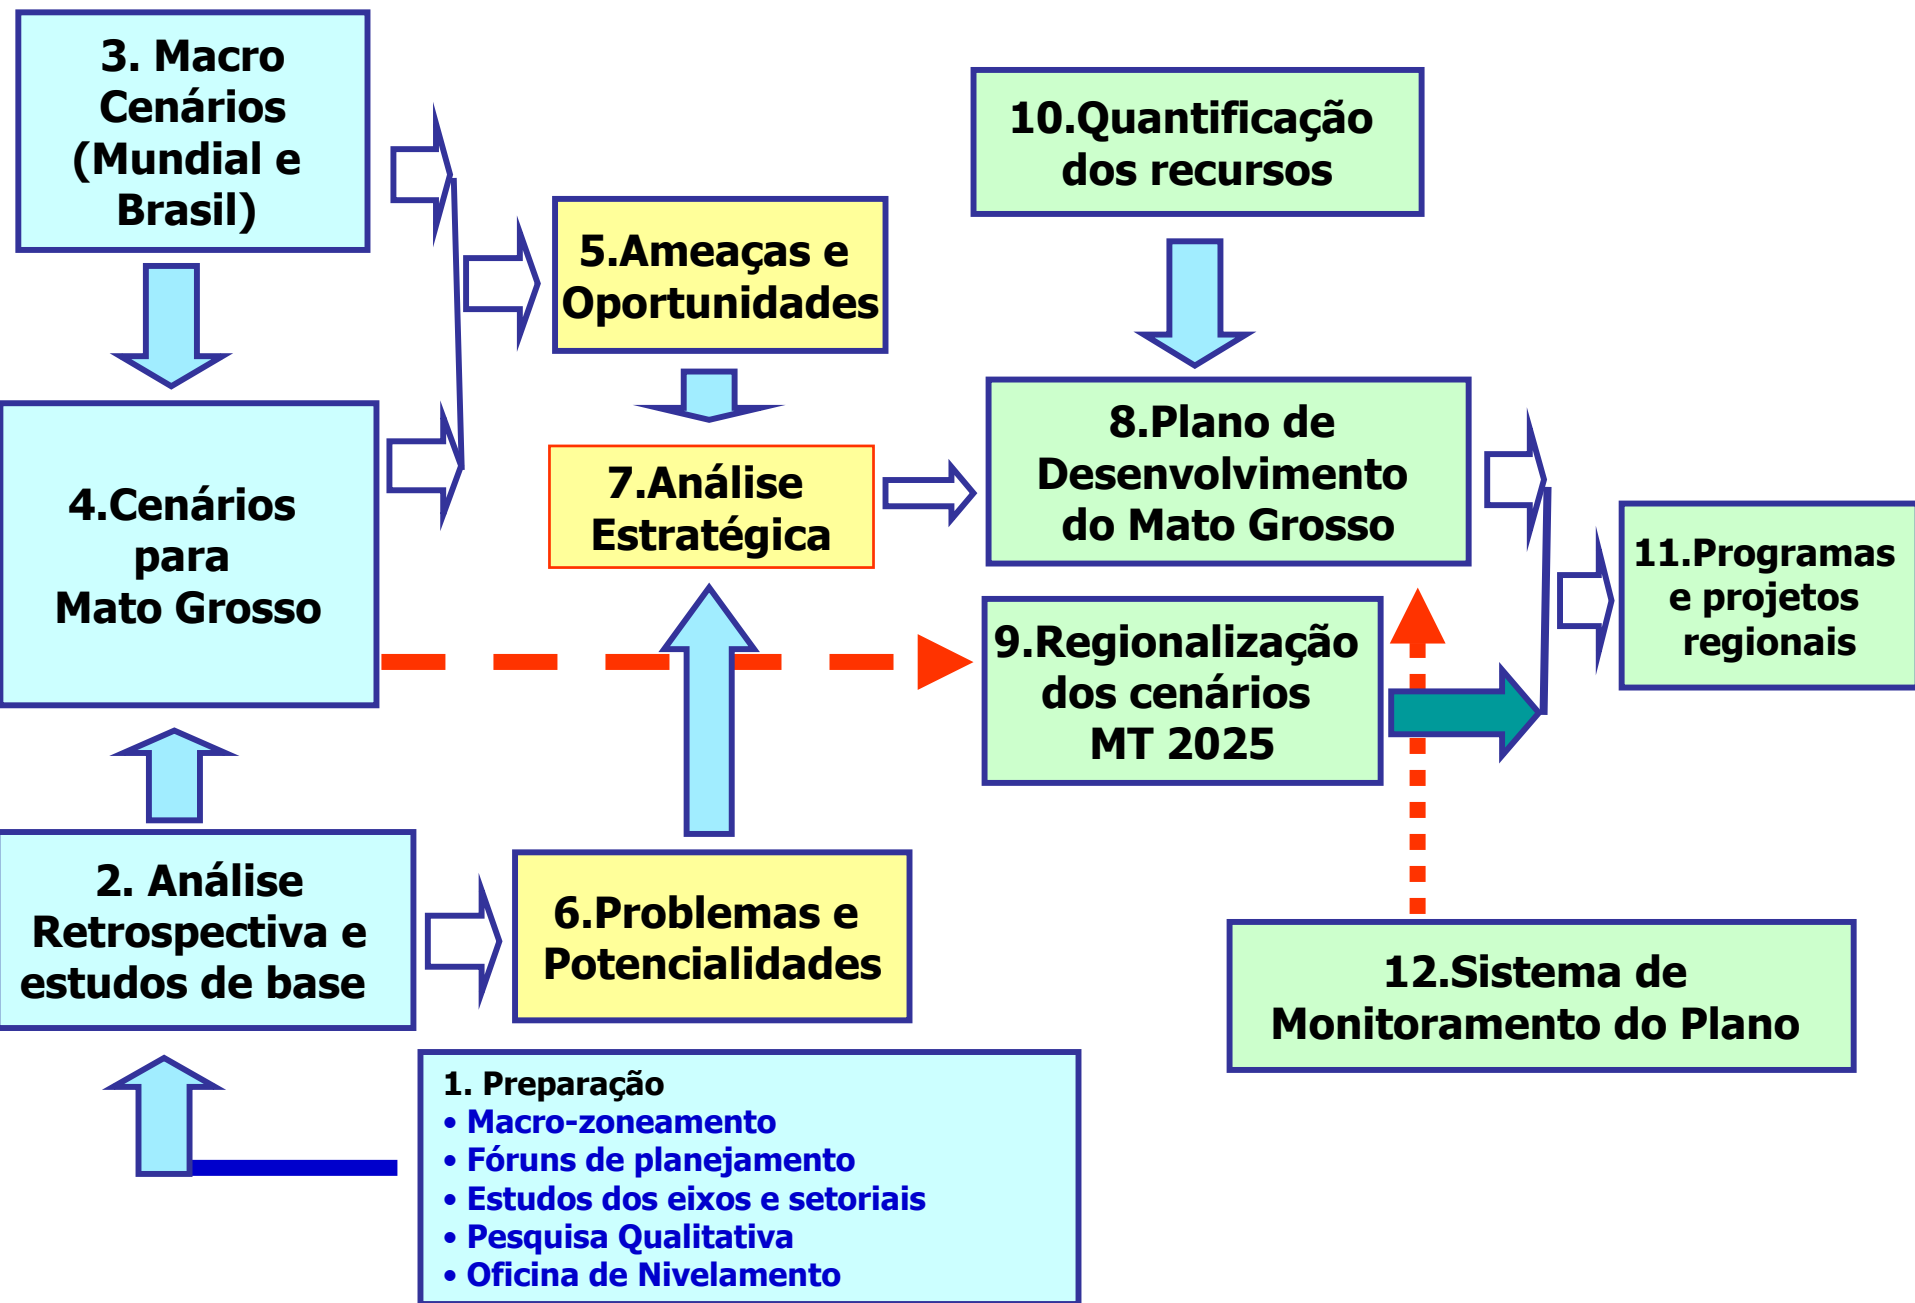 3. Macro
Cenários
(Mundial e
Brasil)
10.Quantificação
dos recursos
5.Ameaças e
Oportunidades
4.Cenários
para
Mato Grosso
7.Análise
Estratégica
8.Plano de
Desenvolvimento
do Mato Grosso
11.Programas
e projetos
regionais
9.Regionalização
dos cenários
MT 2025
2. Análise
Retrospectiva e
estudos de base
6.Problemas e
Potencialidades
12.Sistema de
Monitoramento do Plano
1. Preparação
• Macro-zoneamento
• Fóruns de planejamento
• Estudos dos eixos e setoriais
• Pesquisa Qualitativa
• Oficina de Nivelamento